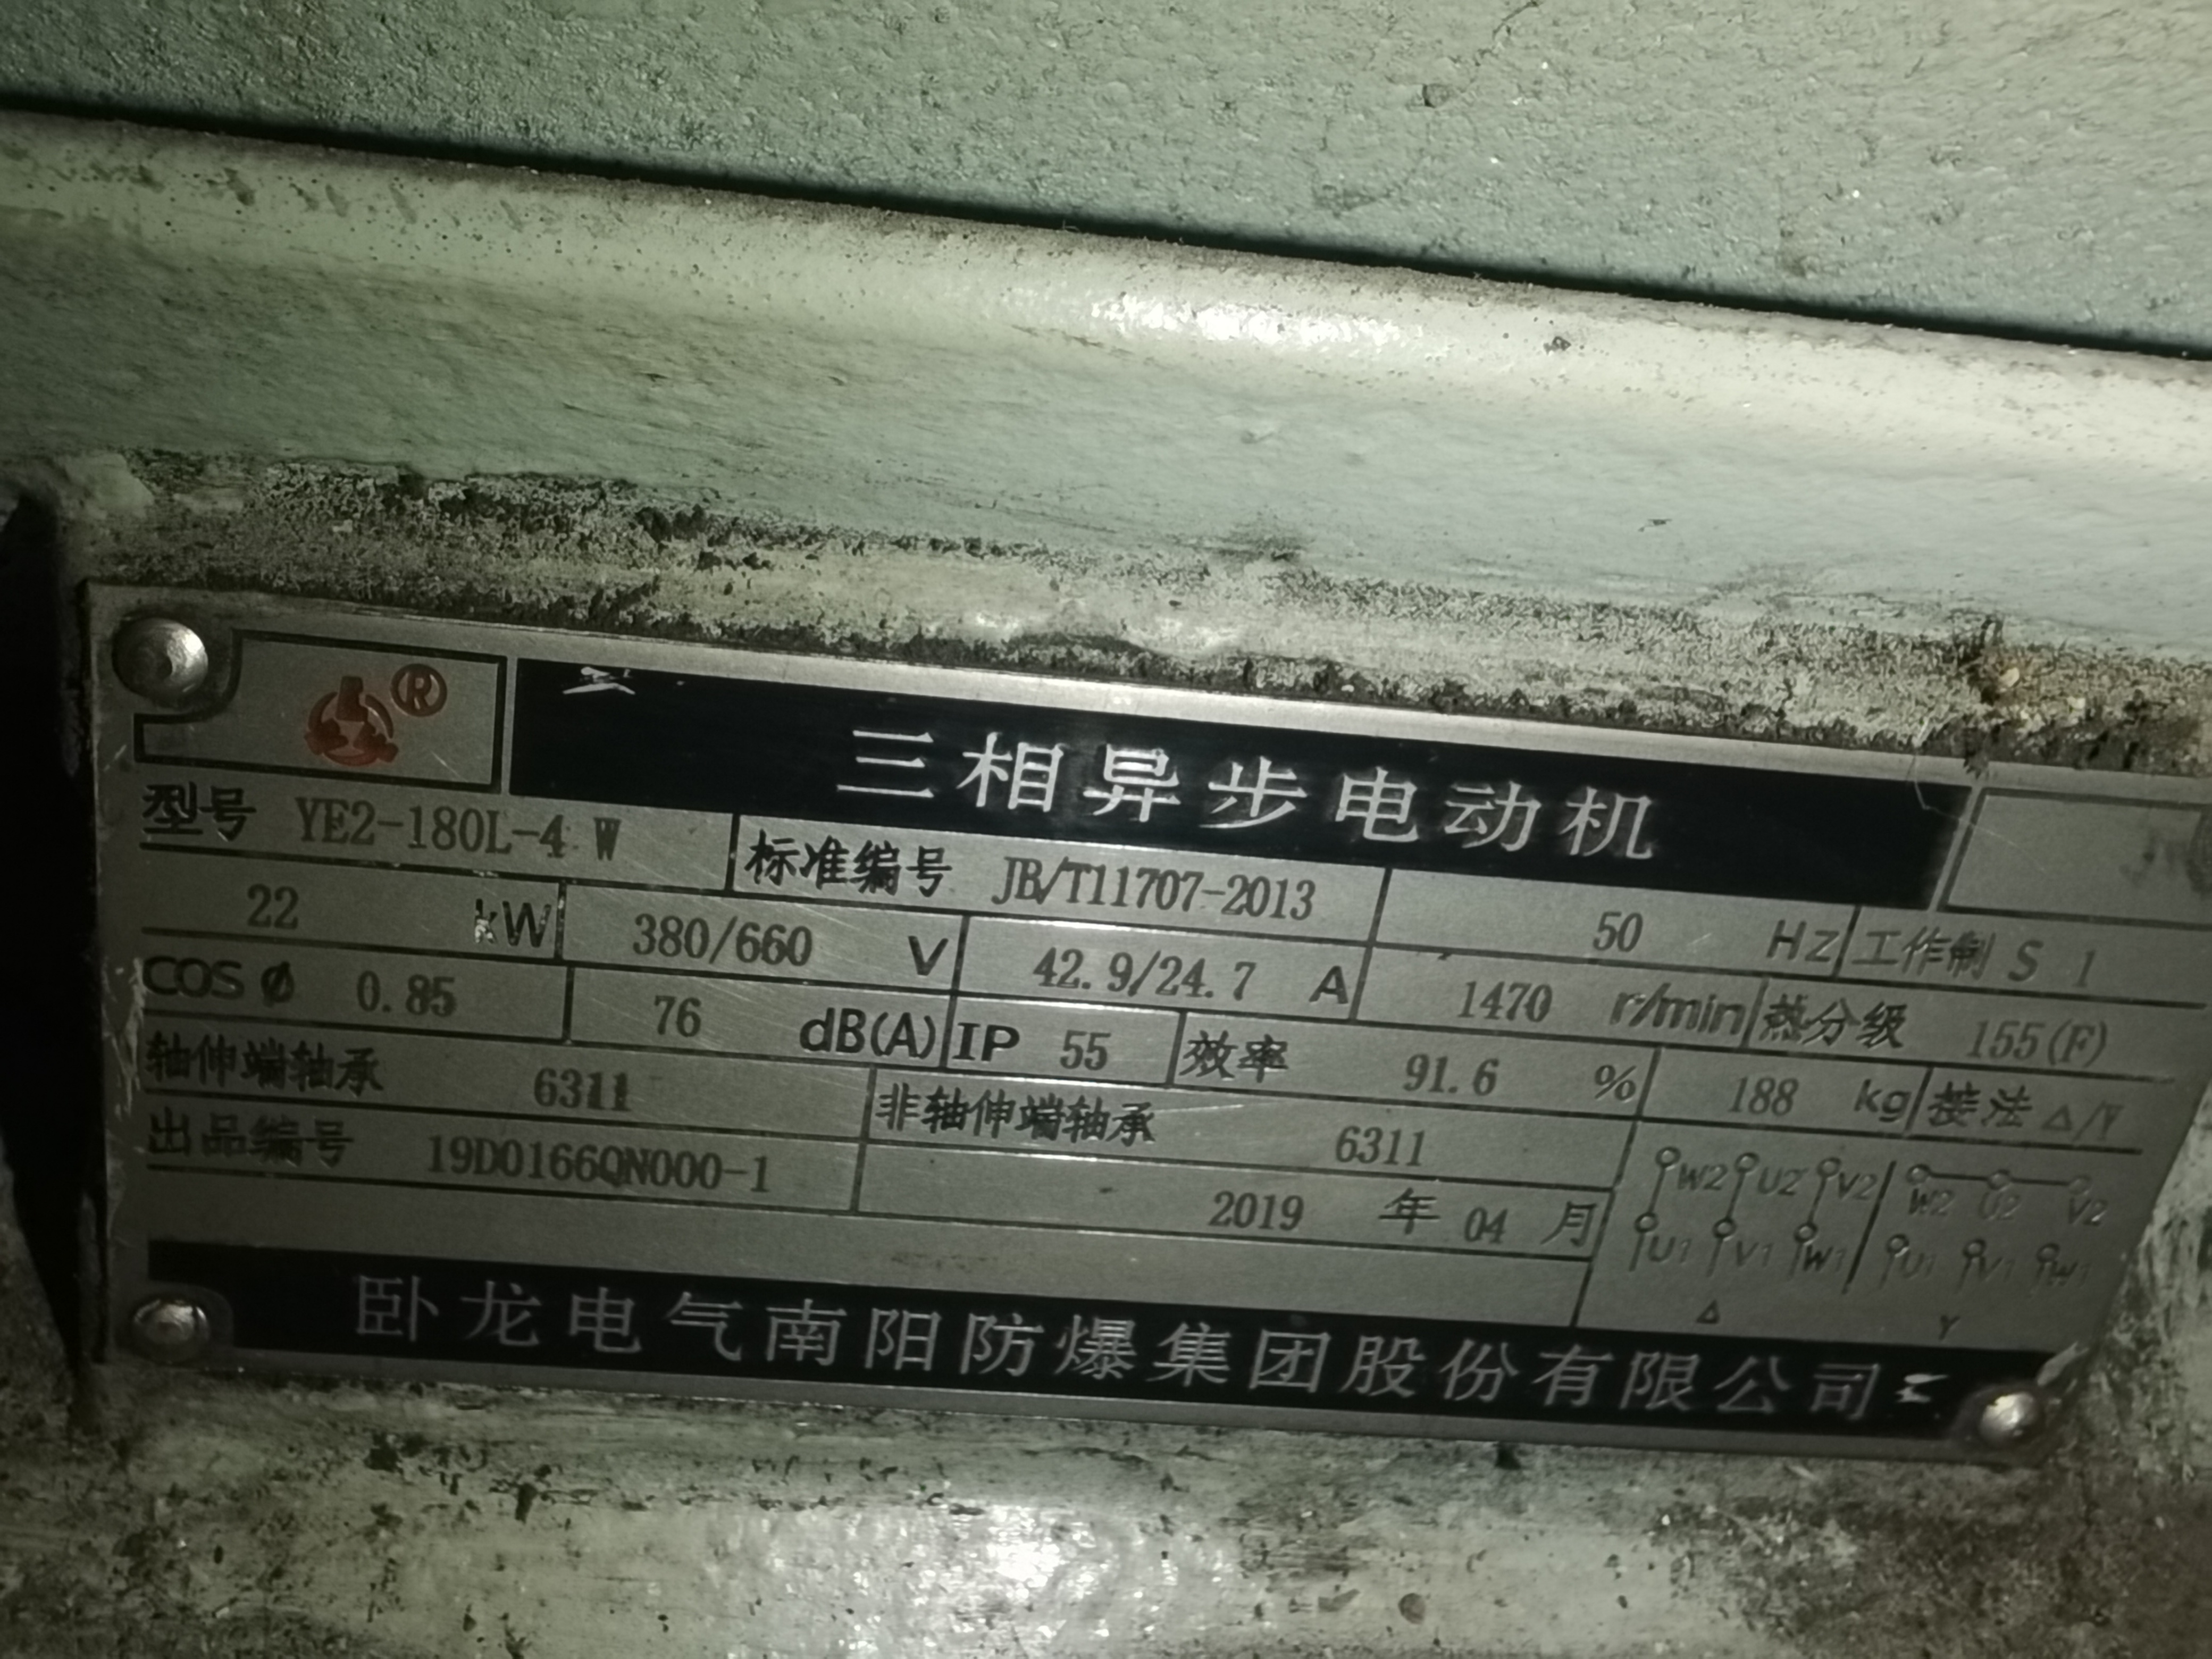 ®
三相异步电动机
型号 YE2-180L-4 W 标准编号 JB/T11707-2013 50 HZ 工作制 S 1
22 kW 380/660 V 42.9/24.7 A 1470 r/min 热分级 155(F)
COS ø 0.85 76 dB(A) IP 55 效率 91.6 % 188 kg 接法 △/Y
轴伸端轴承 6311 非轴伸端轴承 6311
出品编号 19D0166QN000-1 2019 年 04 月
W2 U2 V2 W2 U2 V2
U1 V1 W1 U1 V1 W1
△ Y
卧龙电气南阳防爆集团股份有限公司